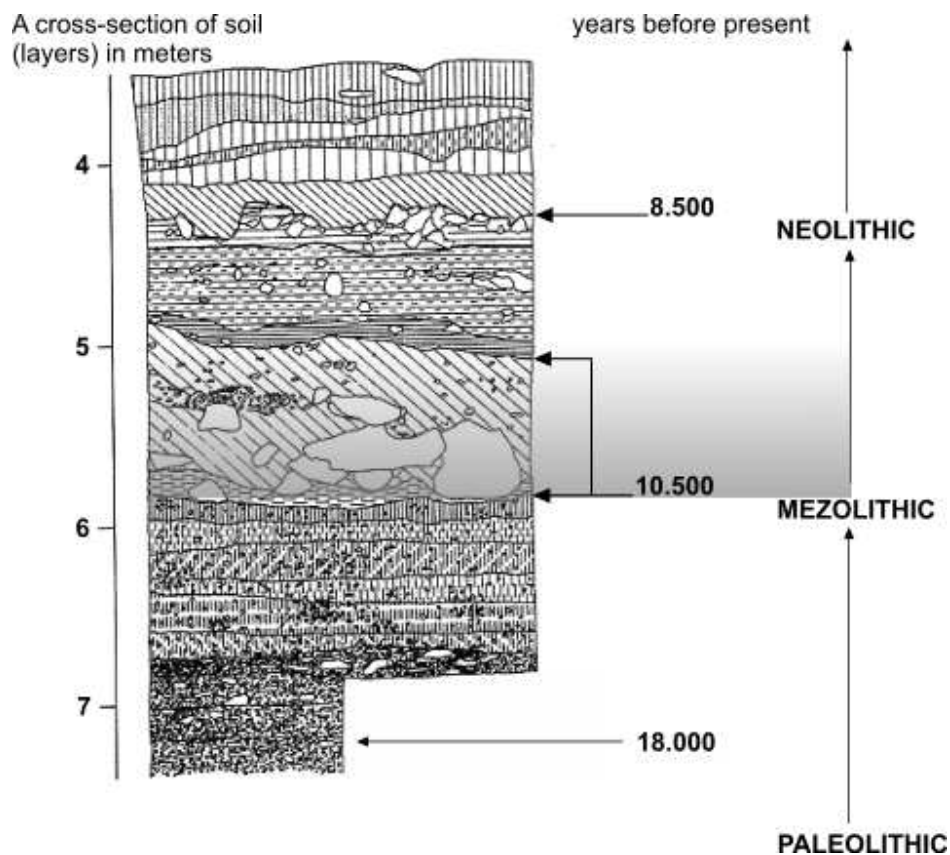 A cross-section of soil
(layers) in meters
years before present
4
8.500
NEOLITHIC
5
10.500
MEZOLITHIC
6
7
18.000
PALEOLITHIC